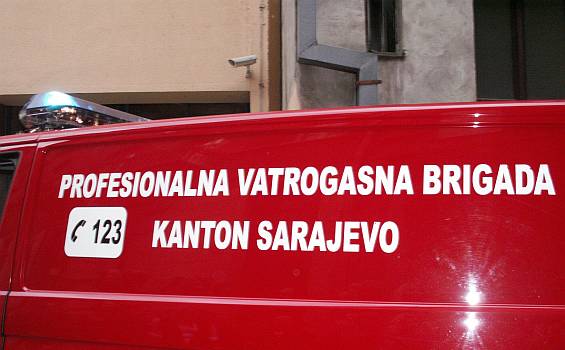 PROFESIONALNA VATROGASNA BRIGADA
123 KANTON SARAJEVO